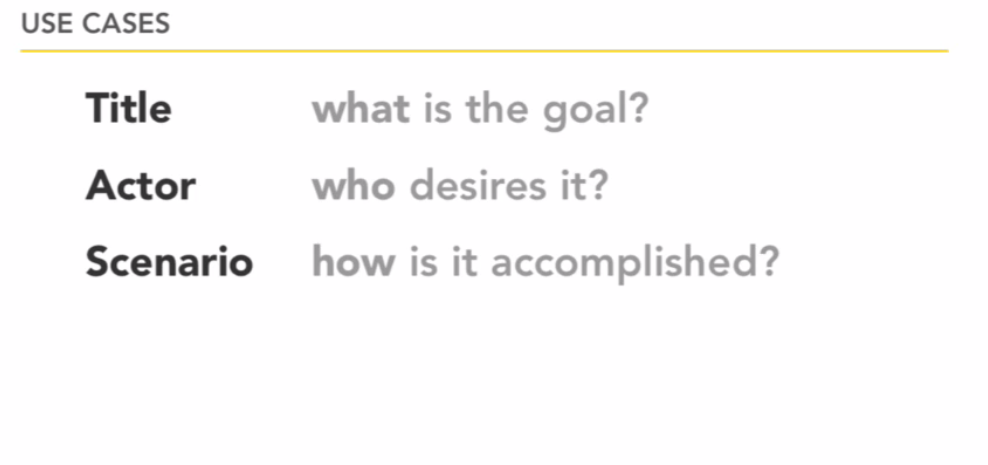 USE CASES
Title what is the goal?
Actor who desires it?
Scenario how is it accomplished?